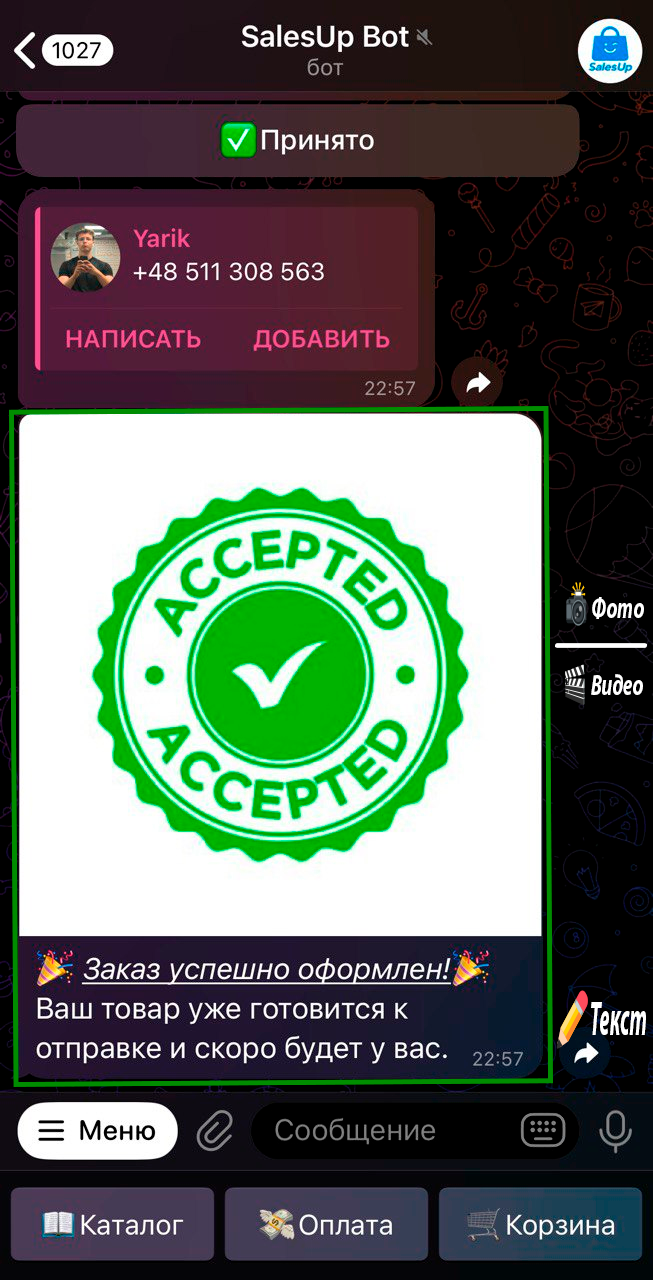 1027
SalesUp Bot
бот
SalesUp
✅Принято
Yarik
+48 511 308 563
НАПИСАТЬ ДОБАВИТЬ
22:57
ACCEPTED
ACCEPTED
Фото
Видео
🎉 Заказ успешно оформлен!🎉
Ваш товар уже готовится к
отправке и скоро будет у вас.
22:57
Текст
Меню
Сообщение
📖Каталог 💸Оплата 🛒Корзина